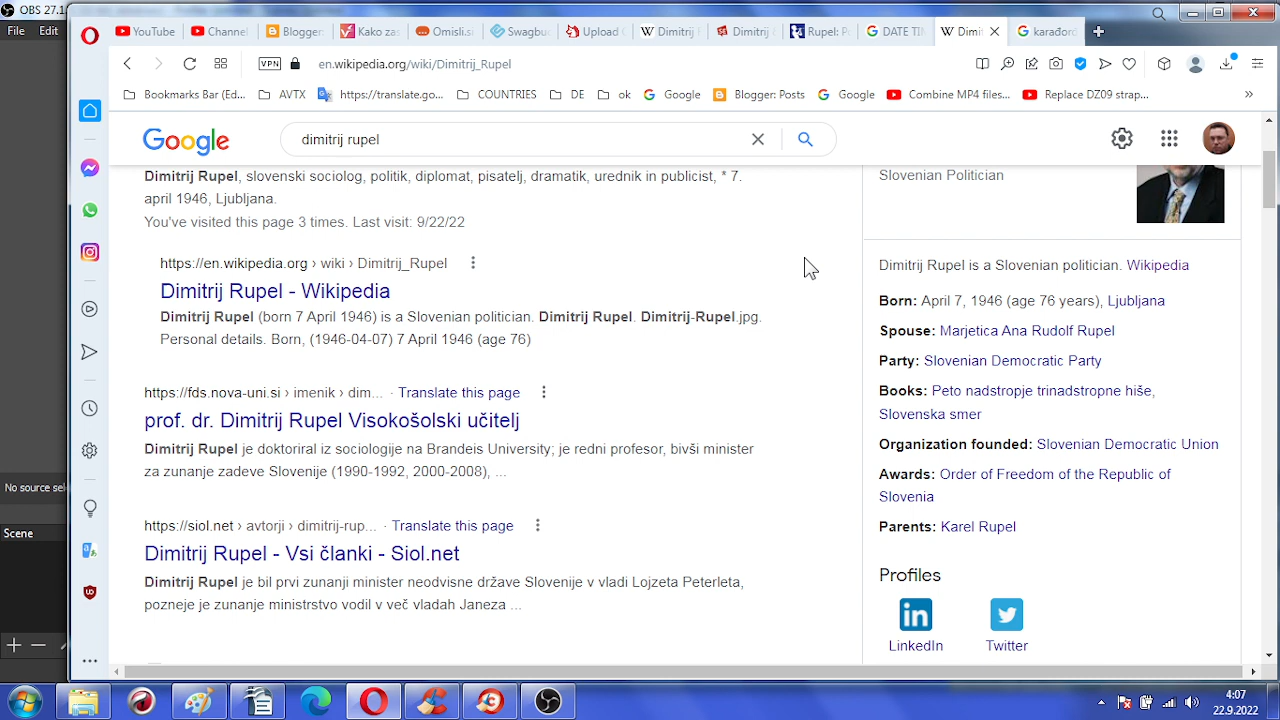 OBS 27.1
File Edit
YouTube
Channel
Blogger:
Kako zas
Omisli.si
Swagbu
Upload
Dimitrij
Dimitrij
Rupel: P
DATE TI
Dimit
karađord
VPN
en.wikipedia.org/wiki/Dimitrij_Rupel
Bookmarks Bar (Ed...
AVTX
https://translate.go...
COUNTRIES
DE
ok
Google
Blogger: Posts
Google
Combine MP4 files...
Replace DZ09 strap...
»
Google
dimitrij rupel
Dimitrij Rupel, slovenski sociolog, politik, diplomat, pisatelj, dramatik, urednik in publicist, * 7.
april 1946, Ljubljana.
You've visited this page 3 times. Last visit: 9/22/22
https://en.wikipedia.org › wiki › Dimitrij_Rupel
Dimitrij Rupel - Wikipedia
Dimitrij Rupel (born 7 April 1946) is a Slovenian politician. Dimitrij Rupel. Dimitrij-Rupel.jpg.
Personal details. Born, (1946-04-07) 7 April 1946 (age 76)
https://fds.nova-uni.si › imenik › dim... · Translate this page
prof. dr. Dimitrij Rupel Visokošolski učitelj
Dimitrij Rupel je doktoriral iz sociologije na Brandeis University; je redni profesor, bivši minister
za zunanje zadeve Slovenije (1990-1992, 2000-2008), ...
https://siol.net › avtorji › dimitrij-rup... · Translate this page
Dimitrij Rupel - Vsi članki - Siol.net
Dimitrij Rupel je bil prvi zunanji minister neodvisne države Slovenije v vladi Lojzeta Peterleta,
pozneje je zunanje ministrstvo vodil v več vladah Janeza ...
Slovenian Politician
Dimitrij Rupel is a Slovenian politician. Wikipedia
Born: April 7, 1946 (age 76 years), Ljubljana
Spouse: Marjetica Ana Rudolf Rupel
Party: Slovenian Democratic Party
Books: Peto nadstropje trinadstropne hiše,
Slovenska smer
Organization founded: Slovenian Democratic Union
Awards: Order of Freedom of the Republic of
Slovenia
Parents: Karel Rupel
Profiles
LinkedIn
Twitter
No source sel
Scene
4:07
22.9.2022